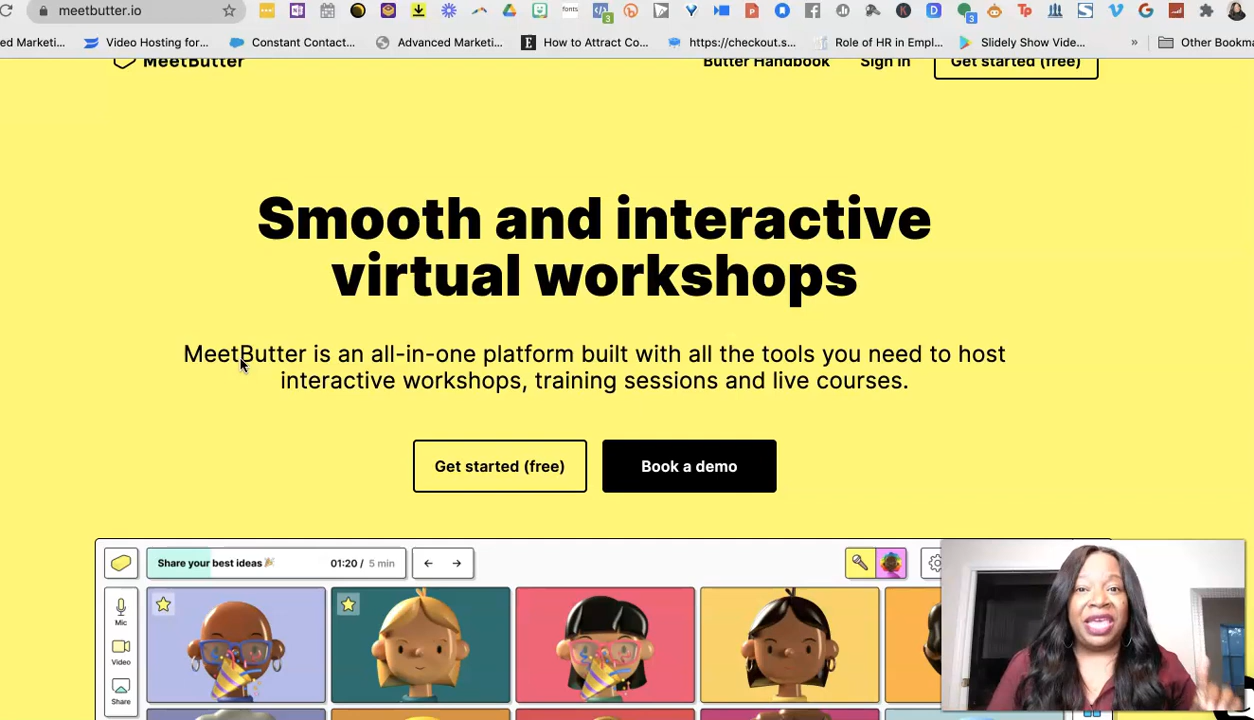 meetbutter.io
3
3
ed Marketi...
Video Hosting for...
Constant Contact...
Advanced Marketi...
How to Attract Co...
https://checkout.s...
Role of HR in Empl...
Slidely Show Vide...
»
Other Bookma
MeetButter
Butter Handbook
Sign in
Get started (free)
Smooth and interactive
virtual workshops
MeetButter is an all-in-one platform built with all the tools you need to host
interactive workshops, training sessions and live courses.
Get started (free)
Book a demo
Share your best ideas 🎉
01:20 / 5 min
Mic
Video
Share